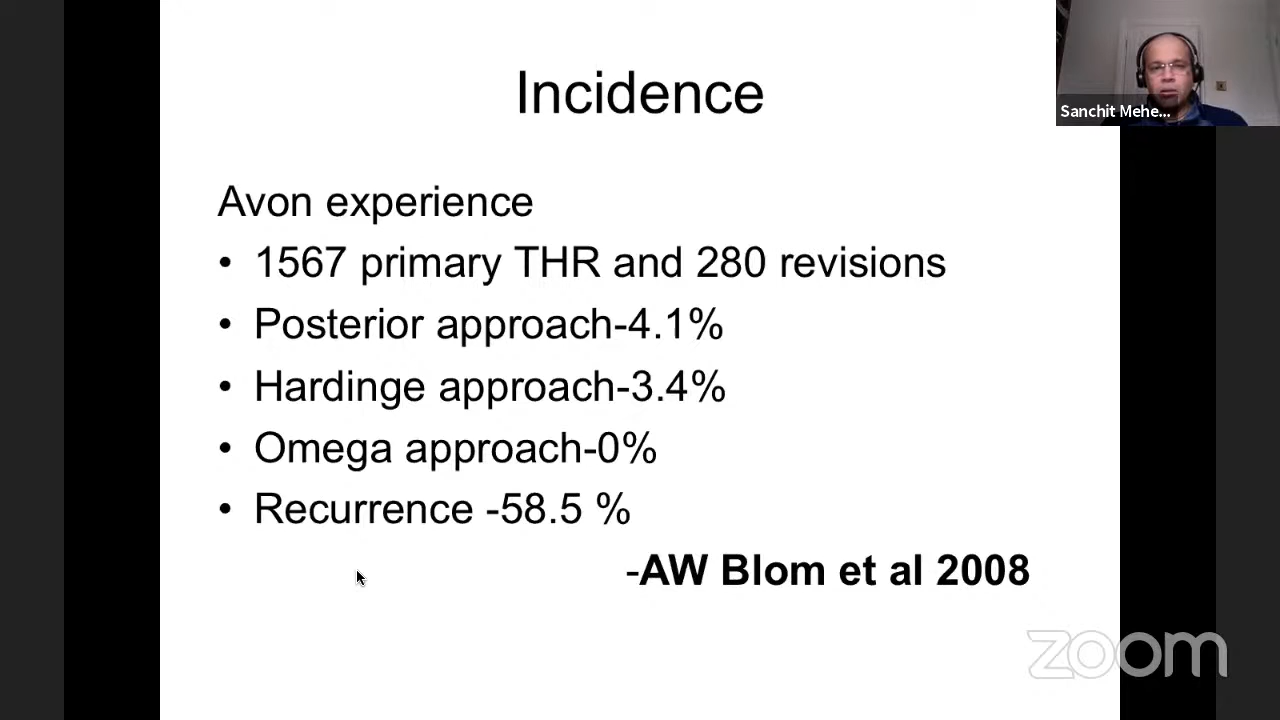 Incidence
Sanchit Mehe...
Avon experience
• 1567 primary THR and 280 revisions
• Posterior approach-4.1%
• Hardinge approach-3.4%
• Omega approach-0%
• Recurrence -58.5 %
-AW Blom et al 2008
zoom